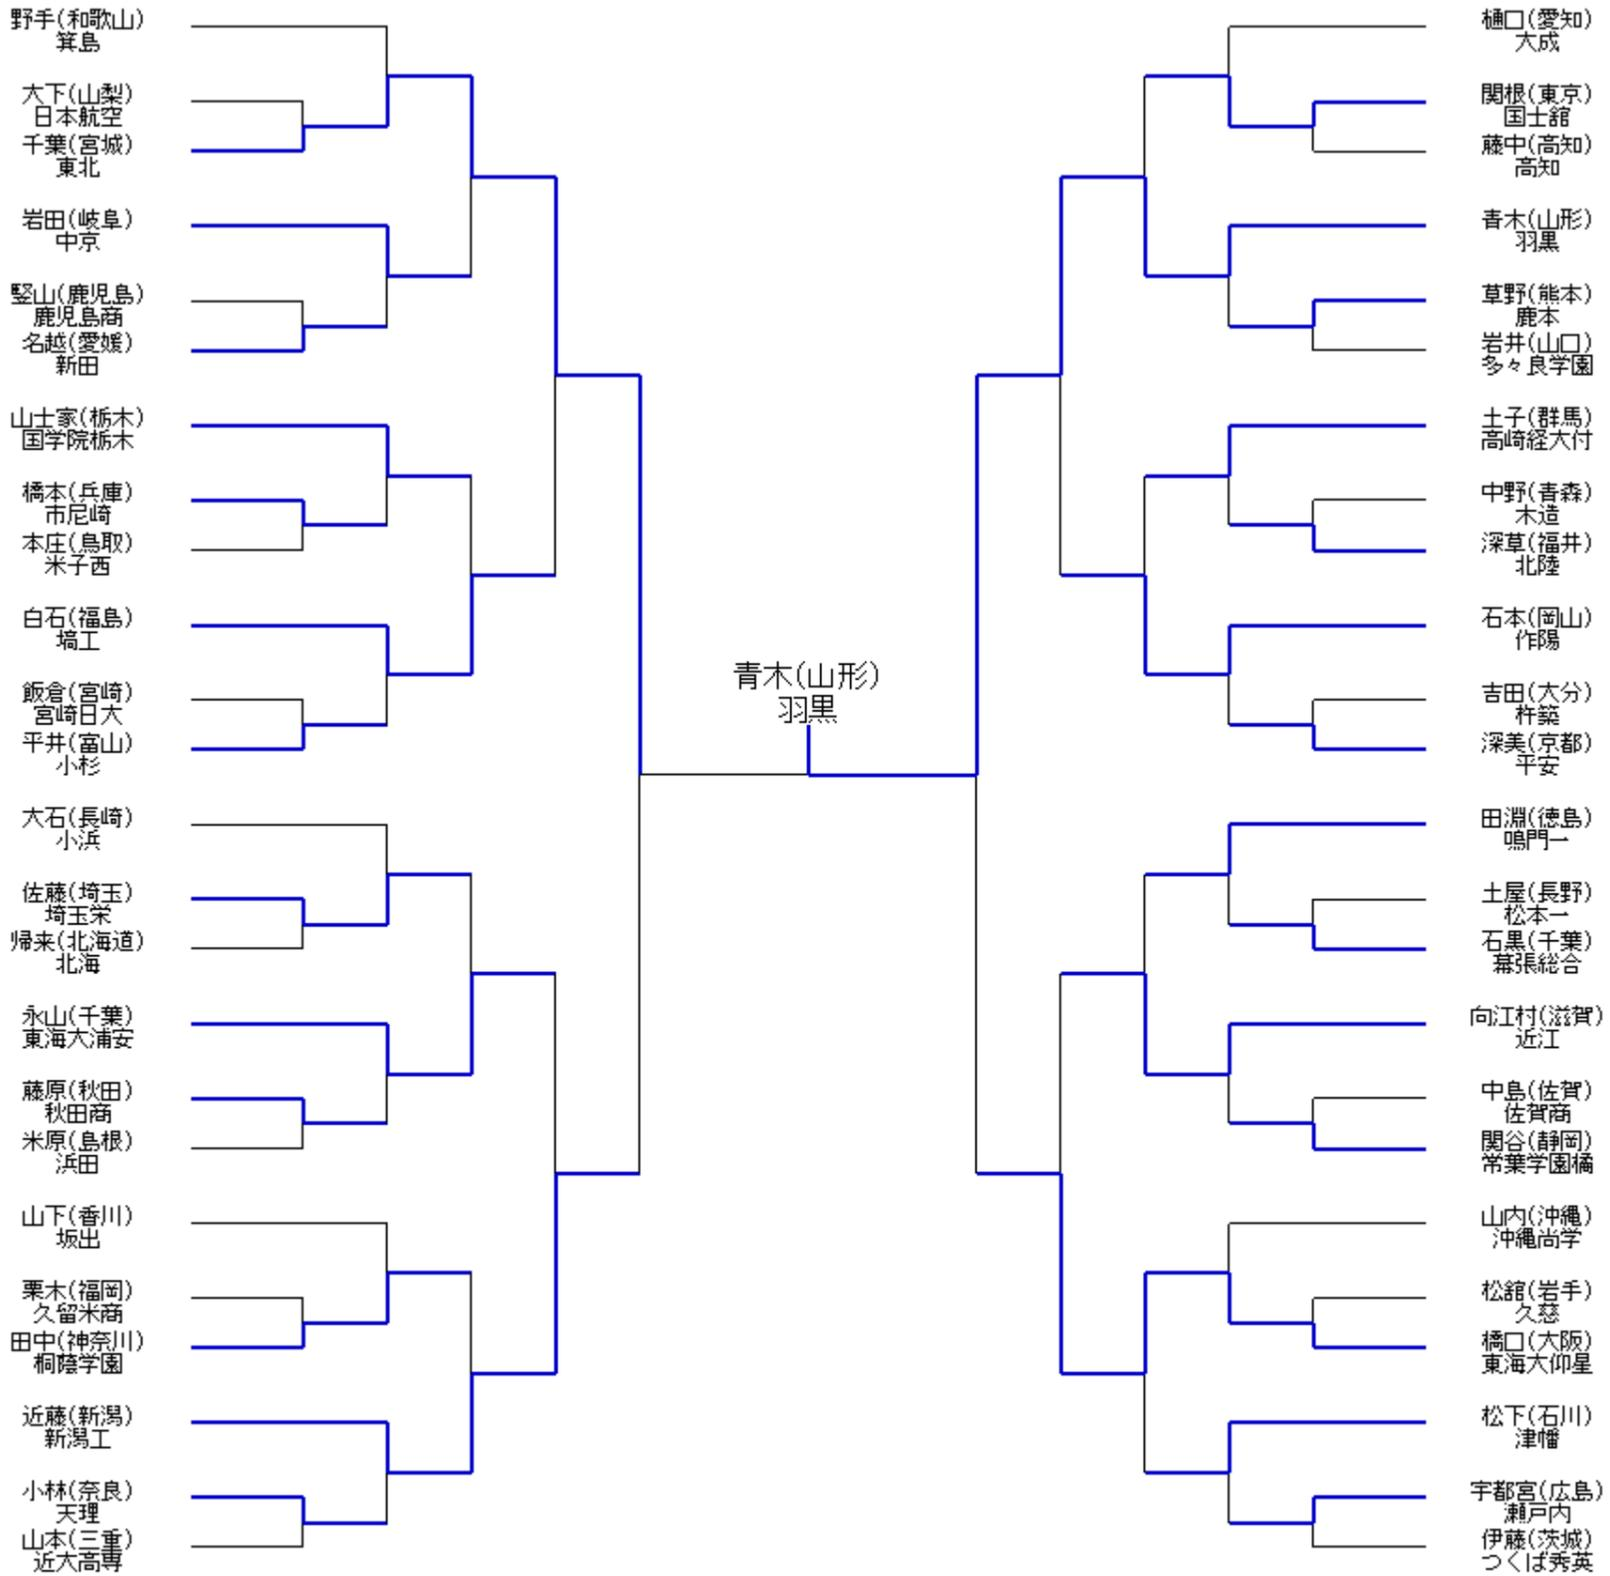 野手(和歌山)
箕島
大下(山梨)
日本航空
千葉(宮城)
東北
岩田(岐阜)
中京
竪山(鹿児島)
鹿児島商
名越(愛媛)
新田
山士家(栃木)
国学院栃木
橋本(兵庫)
市尼崎
本庄(鳥取)
米子西
白石(福島)
塙工
飯倉(宮崎)
宮崎日大
平井(富山)
小杉
大石(長崎)
小浜
佐藤(埼玉)
埼玉栄
帰来(北海道)
北海
永山(千葉)
東海大浦安
藤原(秋田)
秋田商
米原(島根)
浜田
山下(香川)
坂出
栗木(福岡)
久留米商
田中(神奈川)
桐蔭学園
近藤(新潟)
新潟工
小林(奈良)
天理
山本(三重)
近大高専
青木(山形)
羽黒
樋口(愛知)
大成
関根(東京)
国士舘
藤中(高知)
高知
青木(山形)
羽黒
草野(熊本)
鹿本
岩井(山口)
多々良学園
土子(群馬)
高崎経大付
中野(青森)
木造
深草(福井)
北陸
石本(岡山)
作陽
吉田(大分)
杵築
深美(京都)
平安
田淵(徳島)
鳴門一
土屋(長野)
松本一
石黒(千葉)
幕張総合
向江村(滋賀)
近江
中島(佐賀)
佐賀商
関谷(静岡)
常葉学園橘
山内(沖縄)
沖縄尚学
松舘(岩手)
久慈
橋口(大阪)
東海大仰星
松下(石川)
津幡
宇都宮(広島)
瀬戸内
伊藤(茨城)
つくば秀英